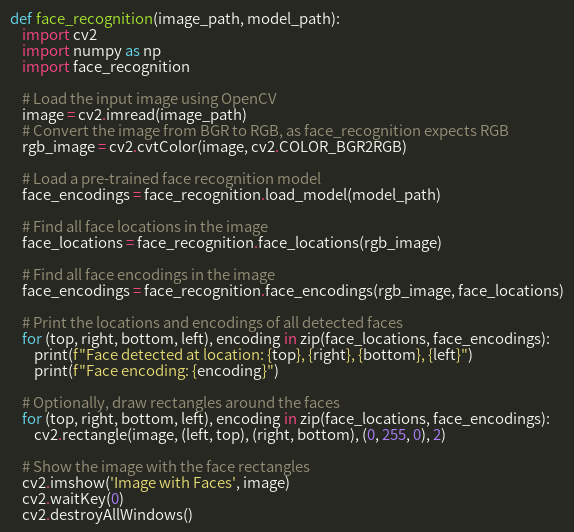 def face_recognition(image_path, model_path):
    import cv2
    import numpy as np
    import face_recognition

    # Load the input image using OpenCV
    image = cv2.imread(image_path)
    # Convert the image from BGR to RGB, as face_recognition expects RGB
    rgb_image = cv2.cvtColor(image, cv2.COLOR_BGR2RGB)

    # Load a pre-trained face recognition model
    face_encodings = face_recognition.load_model(model_path)

    # Find all face locations in the image
    face_locations = face_recognition.face_locations(rgb_image)

    # Find all face encodings in the image
    face_encodings = face_recognition.face_encodings(rgb_image, face_locations)

    # Print the locations and encodings of all detected faces
    for (top, right, bottom, left), encoding in zip(face_locations, face_encodings):
        print(f"Face detected at location: {top}, {right}, {bottom}, {left}")
        print(f"Face encoding: {encoding}")

    # Optionally, draw rectangles around the faces
    for (top, right, bottom, left), encoding in zip(face_locations, face_encodings):
        cv2.rectangle(image, (left, top), (right, bottom), (0, 255, 0), 2)

    # Show the image with the face rectangles
    cv2.imshow('Image with Faces', image)
    cv2.waitKey(0)
    cv2.destroyAllWindows()